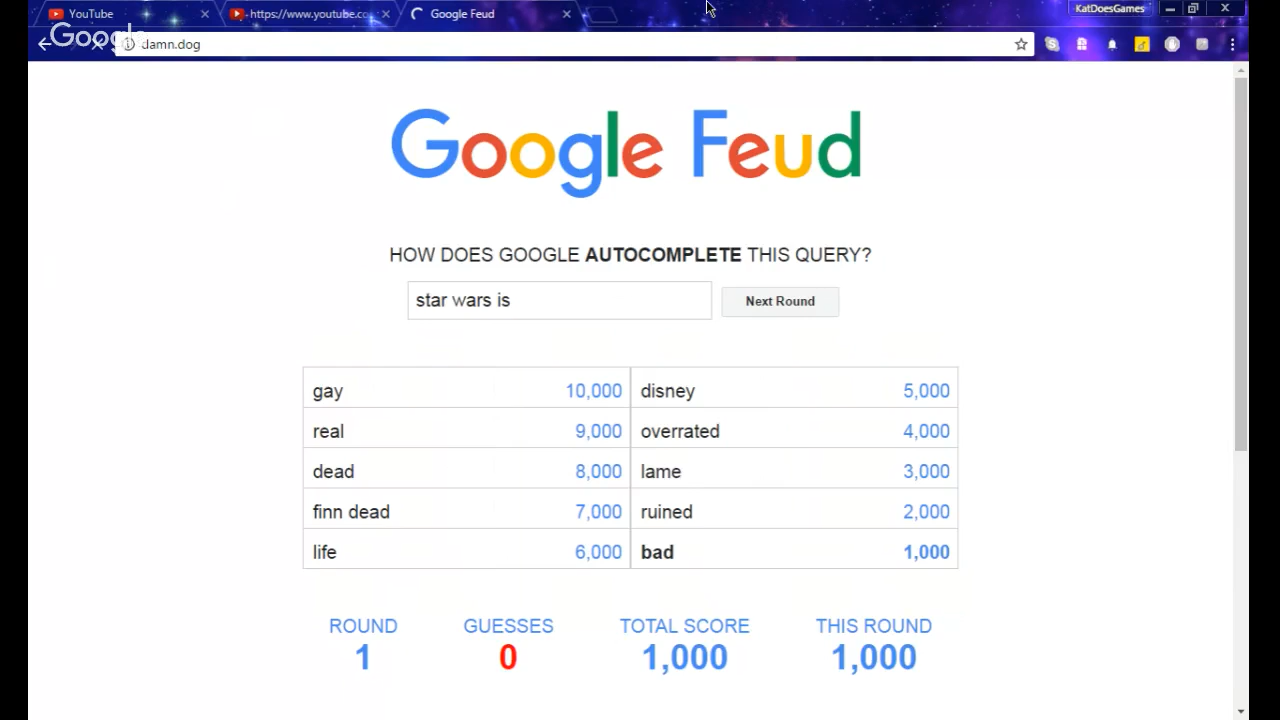 YouTube
https://www.youtube.co
Google Feud
KatDoesGames
Google
damn.dog
Google Feud
HOW DOES GOOGLE AUTOCOMPLETE THIS QUERY?
star wars is
Next Round
gay 10,000 disney 5,000
real 9,000 overrated 4,000
dead 8,000 lame 3,000
finn dead 7,000 ruined 2,000
life 6,000 bad 1,000
ROUND GUESSES TOTAL SCORE THIS ROUND
1 0 1,000 1,000